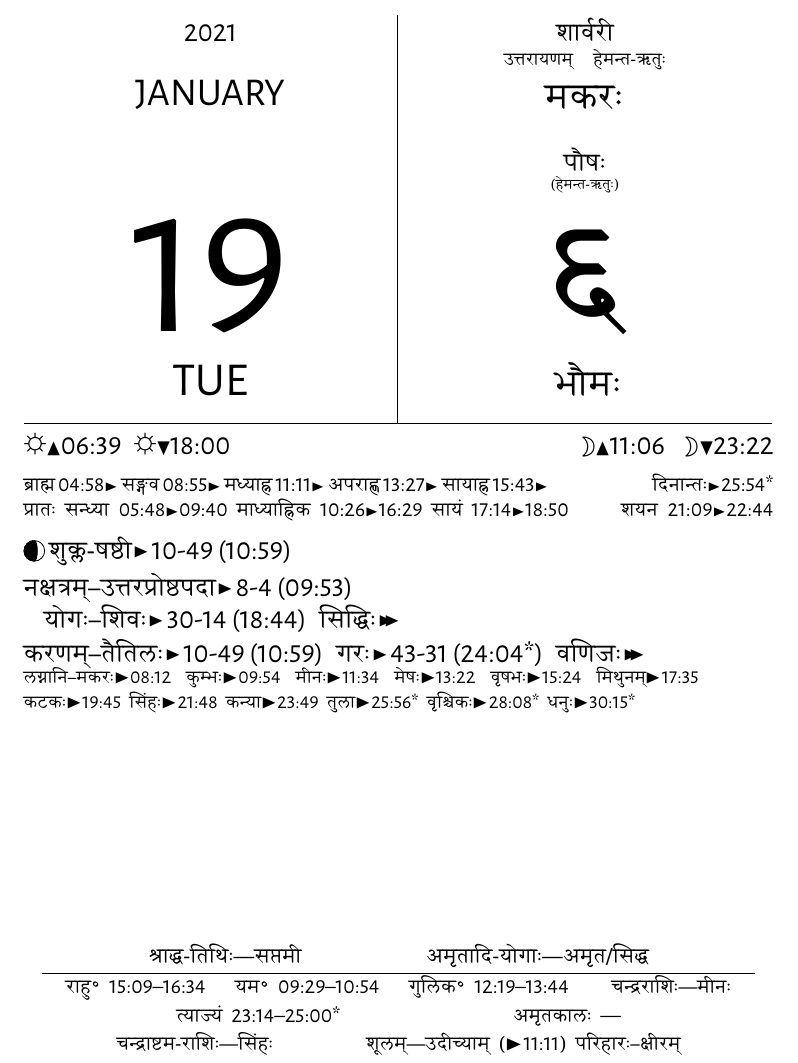 2021
JANUARY
19
TUE
शार्वरी
उत्तरायणम् हेमन्त-ऋतुः
मकरः
पौषः
(हेमन्त-ऋतुः)
६
भौमः
☼▲06:39 ☼▼18:00 ☽▲11:06 ☽▼23:22
ब्राह्म 04:58► सङ्गव 08:55► मध्याह्न 11:11► अपराह्ण 13:27► सायाह्न 15:43► दिनान्तः►25:54*
प्रातः सन्ध्या 05:48►09:40 माध्याह्निक 10:26►16:29 सायं 17:14►18:50 शयन 21:09►22:44
शुक्ल-षष्ठी►10-49 (10:59)
नक्षत्रम्–उत्तरप्रोष्ठपदा►8-4 (09:53)
योगः–शिवः►30-14 (18:44) सिद्धिः►►
करणम्–तैतिलः►10-49 (10:59) गरः►43-31 (24:04*) वणिजः►►
लग्नानि–मकरः►08:12 कुम्भः►09:54 मीनः►11:34 मेषः►13:22 वृषभः►15:24 मिथुनम्►17:35
कटकः►19:45 सिंहः►21:48 कन्या►23:49 तुला►25:56* वृश्चिकः►28:08* धनुः►30:15*
श्राद्ध-तिथिः—सप्तमी अमृतादि-योगाः—अमृत/सिद्ध
राहु° 15:09–16:34 यम° 09:29–10:54 गुलिक° 12:19–13:44 चन्द्रराशिः—मीनः
त्याज्यं 23:14–25:00* अमृतकालः —
चन्द्राष्टम-राशिः—सिंहः शूलम्—उदीच्याम् (►11:11) परिहारः–क्षीरम्